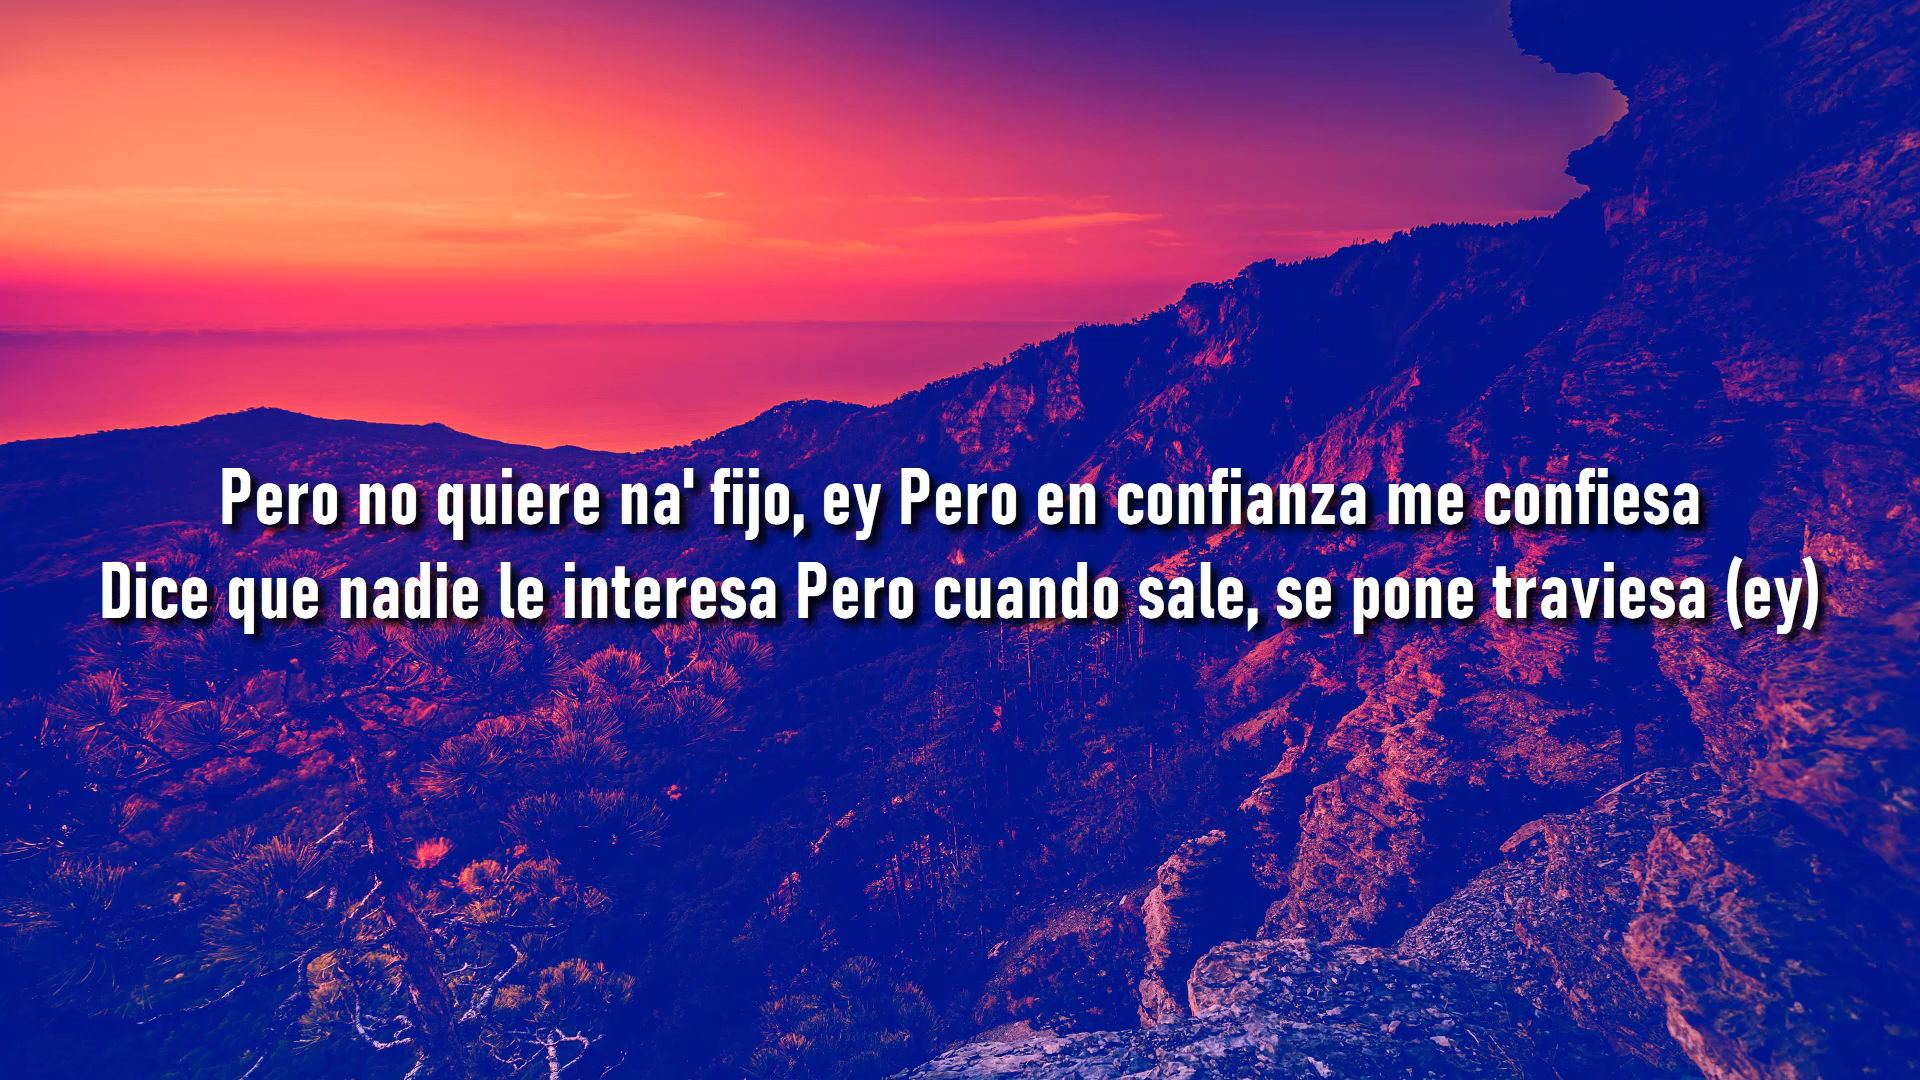 Pero no quiere na' fijo, ey Pero en confianza me confiesa
Dice que nadie le interesa Pero cuando sale, se pone traviesa (ey)